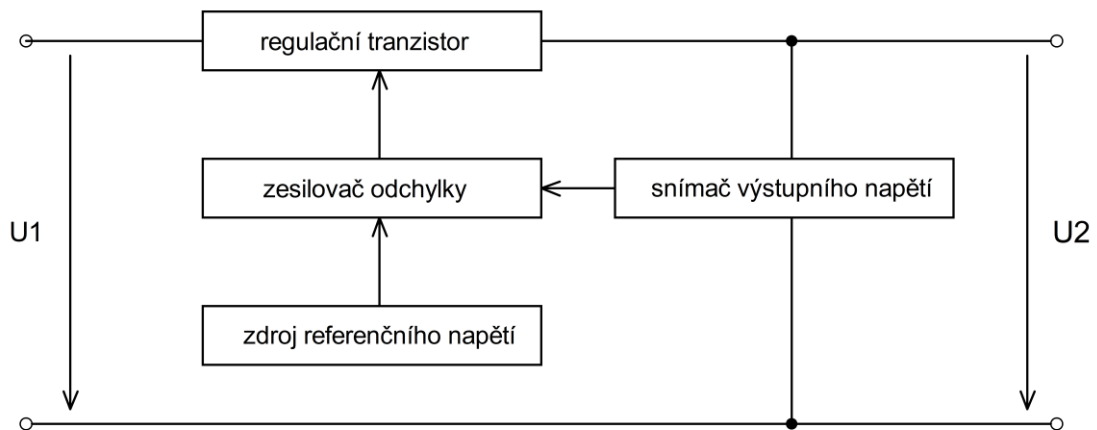 regulační tranzistor
zesilovač odchylky
snímač výstupního napětí
U1
U2
zdroj referenčního napětí